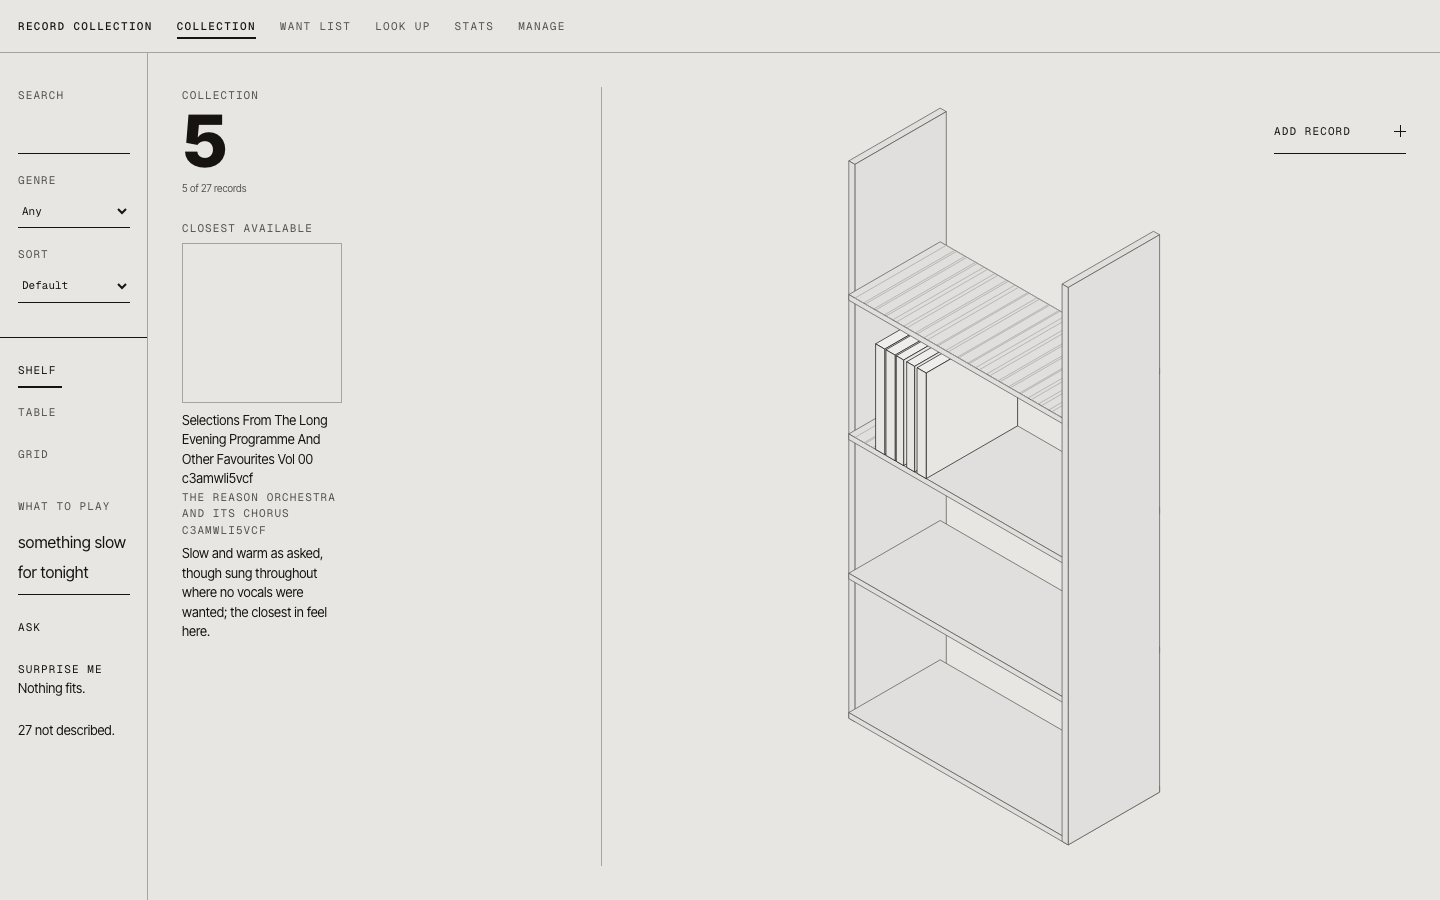 RECORD COLLECTION
COLLECTION
WANT LIST
LOOK UP
STATS
MANAGE
SEARCH
GENRE
Any
SORT
Default
SHELF
TABLE
GRID
WHAT TO PLAY
something slow
for tonight
ASK
SURPRISE ME
Nothing fits.
27 not described.
COLLECTION
5
5 of 27 records
CLOSEST AVAILABLE
Selections From The Long
Evening Programme And
Other Favourites Vol 00
c3amwli5vcf
THE REASON ORCHESTRA
AND ITS CHORUS
C3AMWLI5VCF
Slow and warm as asked,
though sung throughout
where no vocals were
wanted; the closest in feel
here.
ADD RECORD